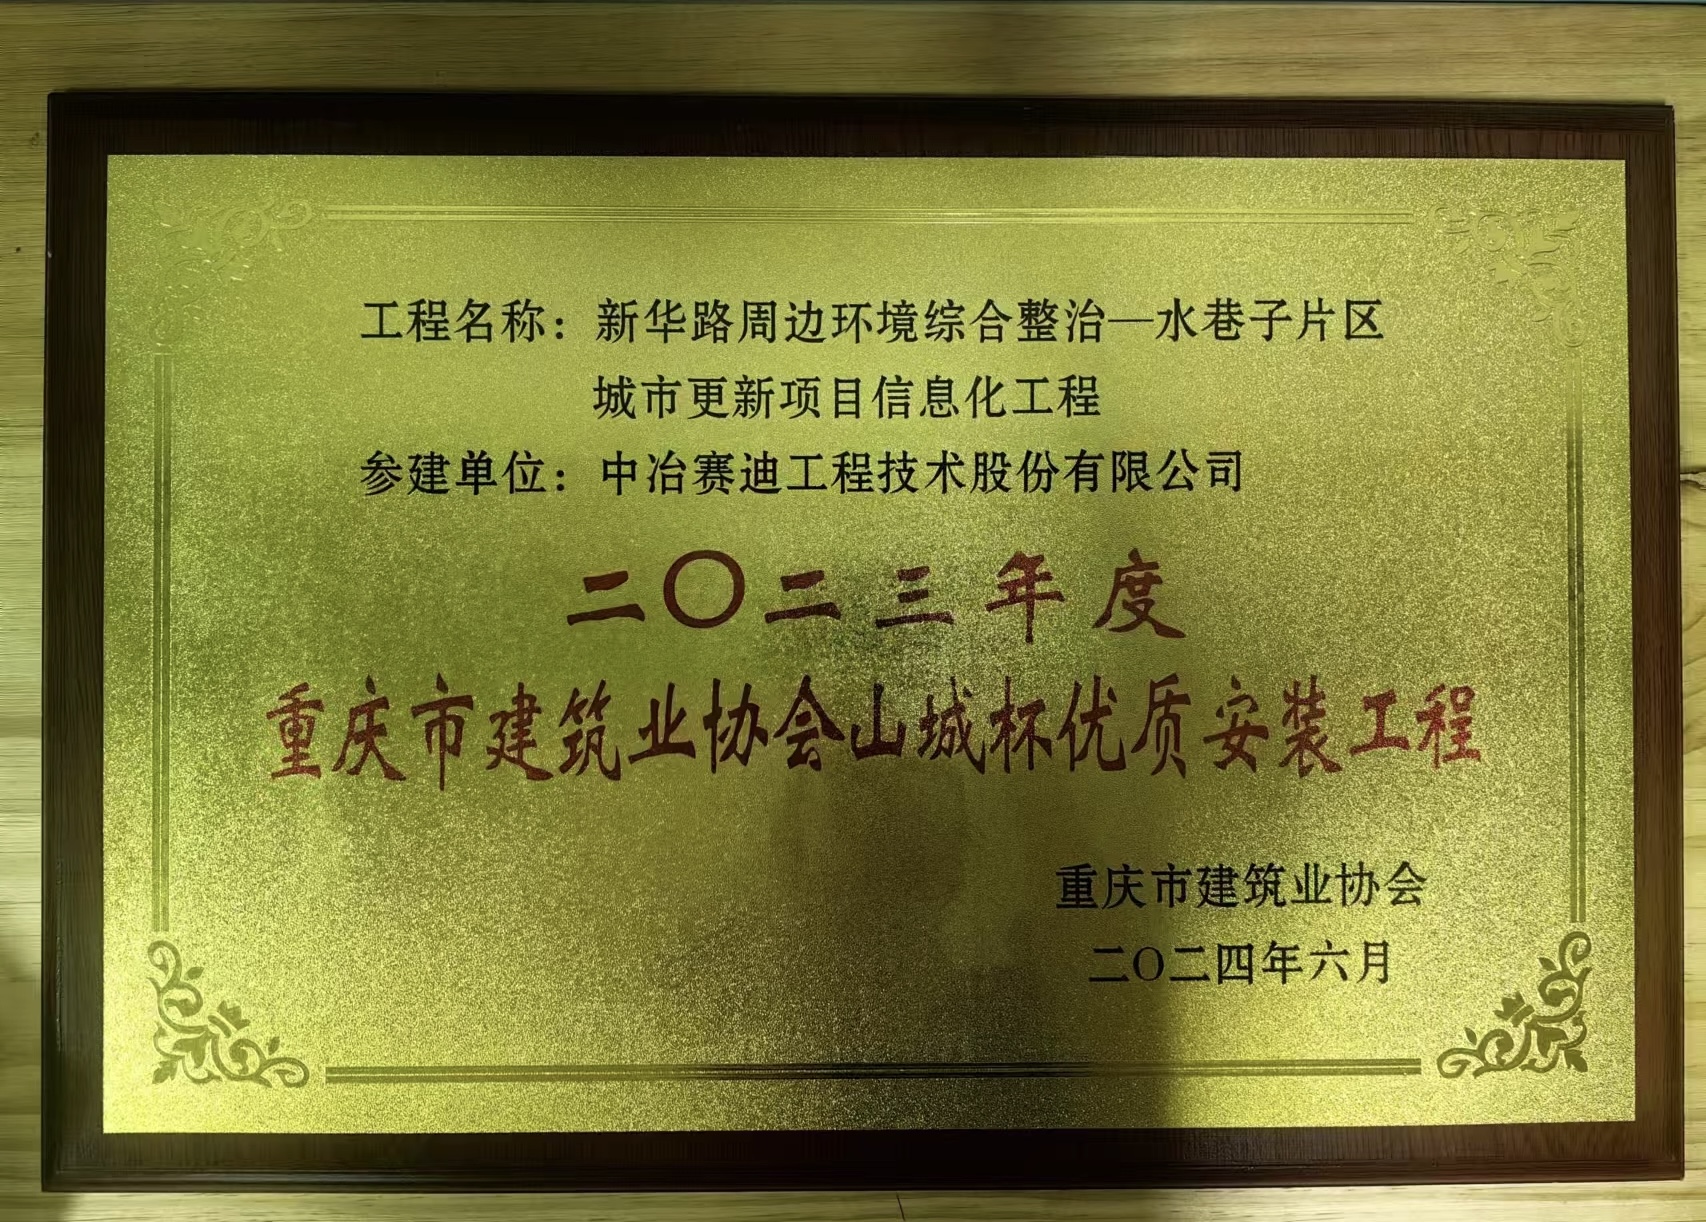 工程名称：新华路周边环境综合整治—水巷子片区
城市更新项目信息化工程
参建单位：中冶赛迪工程技术股份有限公司
二〇二三年度
重庆市建筑业协会山城杯优质安装工程
重庆市建筑业协会
二〇二四年六月